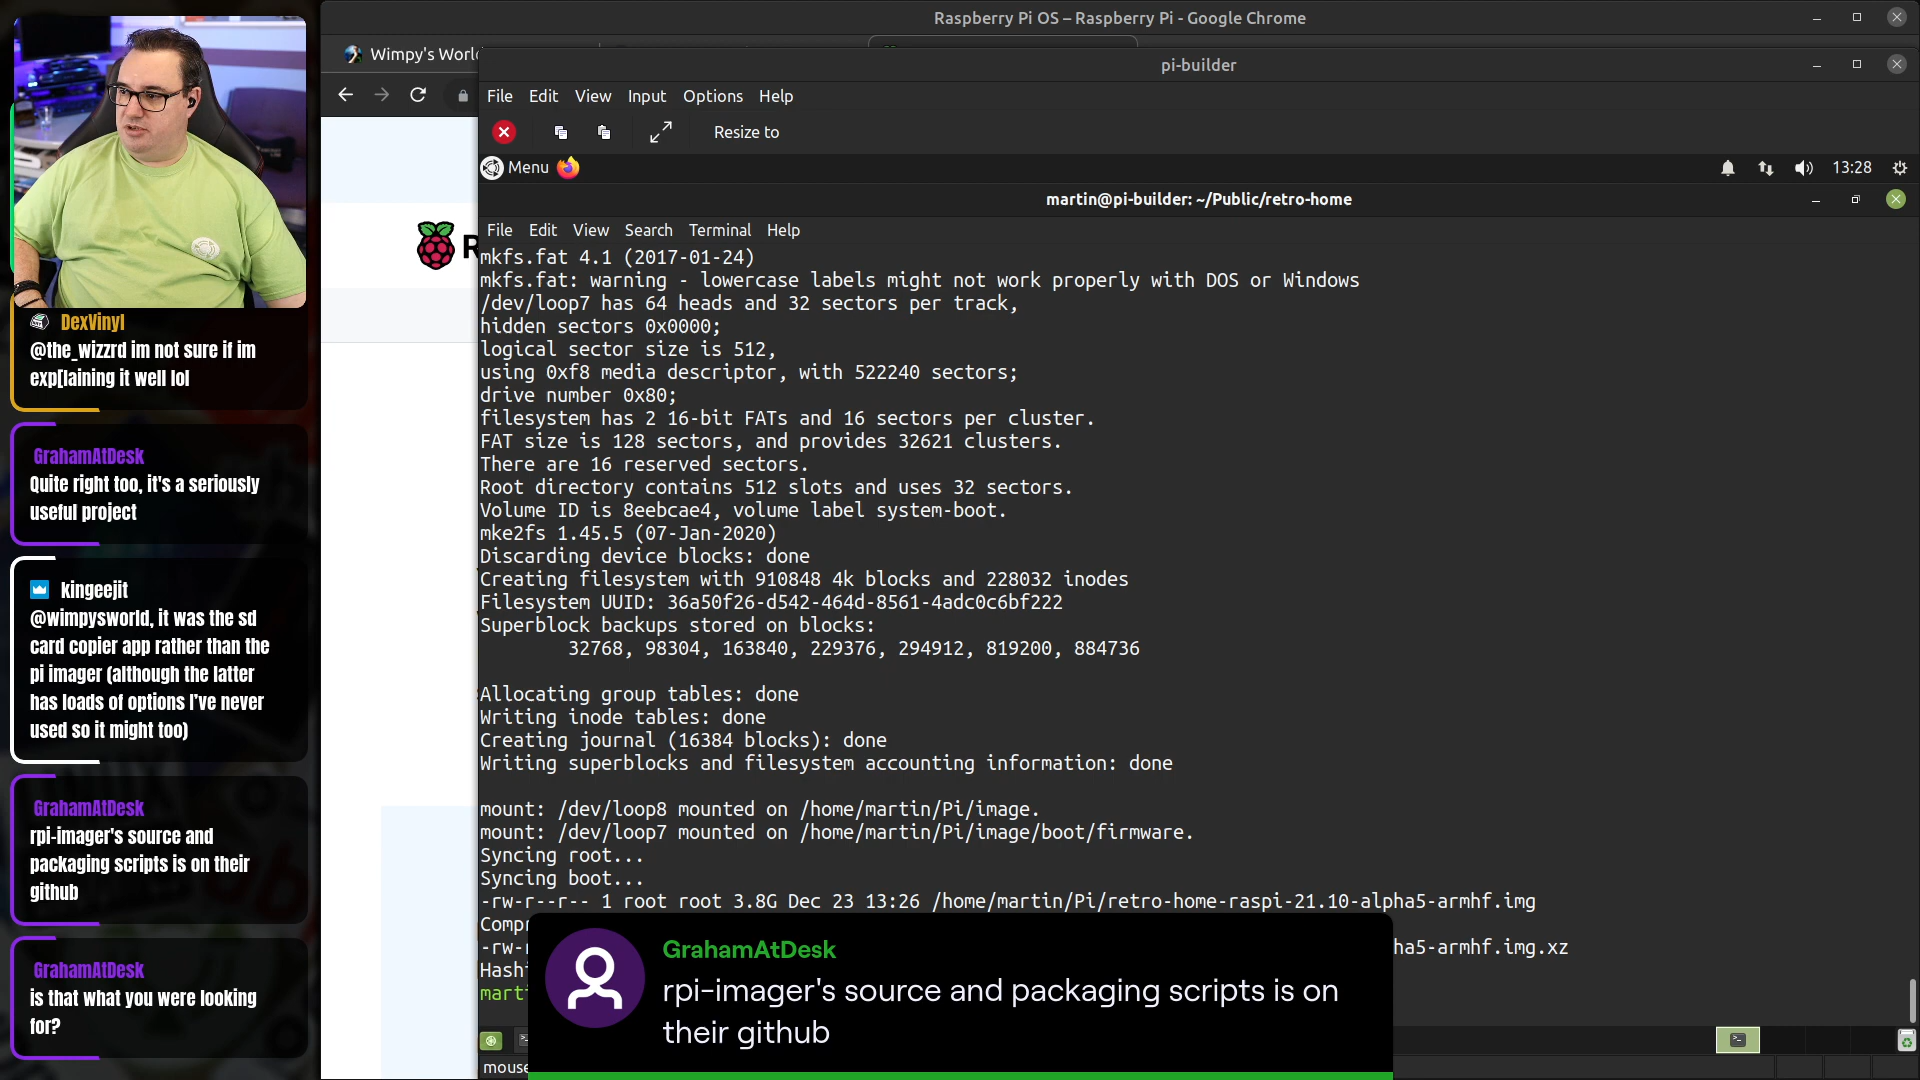 Raspberry Pi OS – Raspberry Pi - Google Chrome
Wimpy's World
pi-builder
File Edit View Input Options Help
Resize to
Menu
13:28
martin@pi-builder: ~/Public/retro-home
File Edit View Search Terminal Help
mkfs.fat 4.1 (2017-01-24)
mkfs.fat: warning - lowercase labels might not work properly with DOS or Windows
/dev/loop7 has 64 heads and 32 sectors per track,
hidden sectors 0x0000;
logical sector size is 512,
using 0xf8 media descriptor, with 522240 sectors;
drive number 0x80;
filesystem has 2 16-bit FATs and 16 sectors per cluster.
FAT size is 128 sectors, and provides 32621 clusters.
There are 16 reserved sectors.
Root directory contains 512 slots and uses 32 sectors.
Volume ID is 8eebcae4, volume label system-boot.
mke2fs 1.45.5 (07-Jan-2020)
Discarding device blocks: done
Creating filesystem with 910848 4k blocks and 228032 inodes
Filesystem UUID: 36a50f26-d542-464d-8561-4adc0c6bf222
Superblock backups stored on blocks:
32768, 98304, 163840, 229376, 294912, 819200, 884736
Allocating group tables: done
Writing inode tables: done
Creating journal (16384 blocks): done
Writing superblocks and filesystem accounting information: done
mount: /dev/loop8 mounted on /home/martin/Pi/image.
mount: /dev/loop7 mounted on /home/martin/Pi/image/boot/firmware.
Syncing root...
Syncing boot...
-rw-r--r-- 1 root root 3.8G Dec 23 13:26 /home/martin/Pi/retro-home-raspi-21.10-alpha5-armhf.img
Comp
-rw-r ha5-armhf.img.xz
Hash
mart
mouse
GrahamAtDesk
rpi-imager's source and packaging scripts is on
their github
DexVinyl
@the_wizzrd im not sure if im
exp[laining it well lol
GrahamAtDesk
Quite right too, it's a seriously
useful project
kingeejit
@wimpysworld, it was the sd
card copier app rather than the
pi imager (although the latter
has loads of options I've never
used so it might too)
GrahamAtDesk
rpi-imager's source and
packaging scripts is on their
github
GrahamAtDesk
is that what you were looking
for?